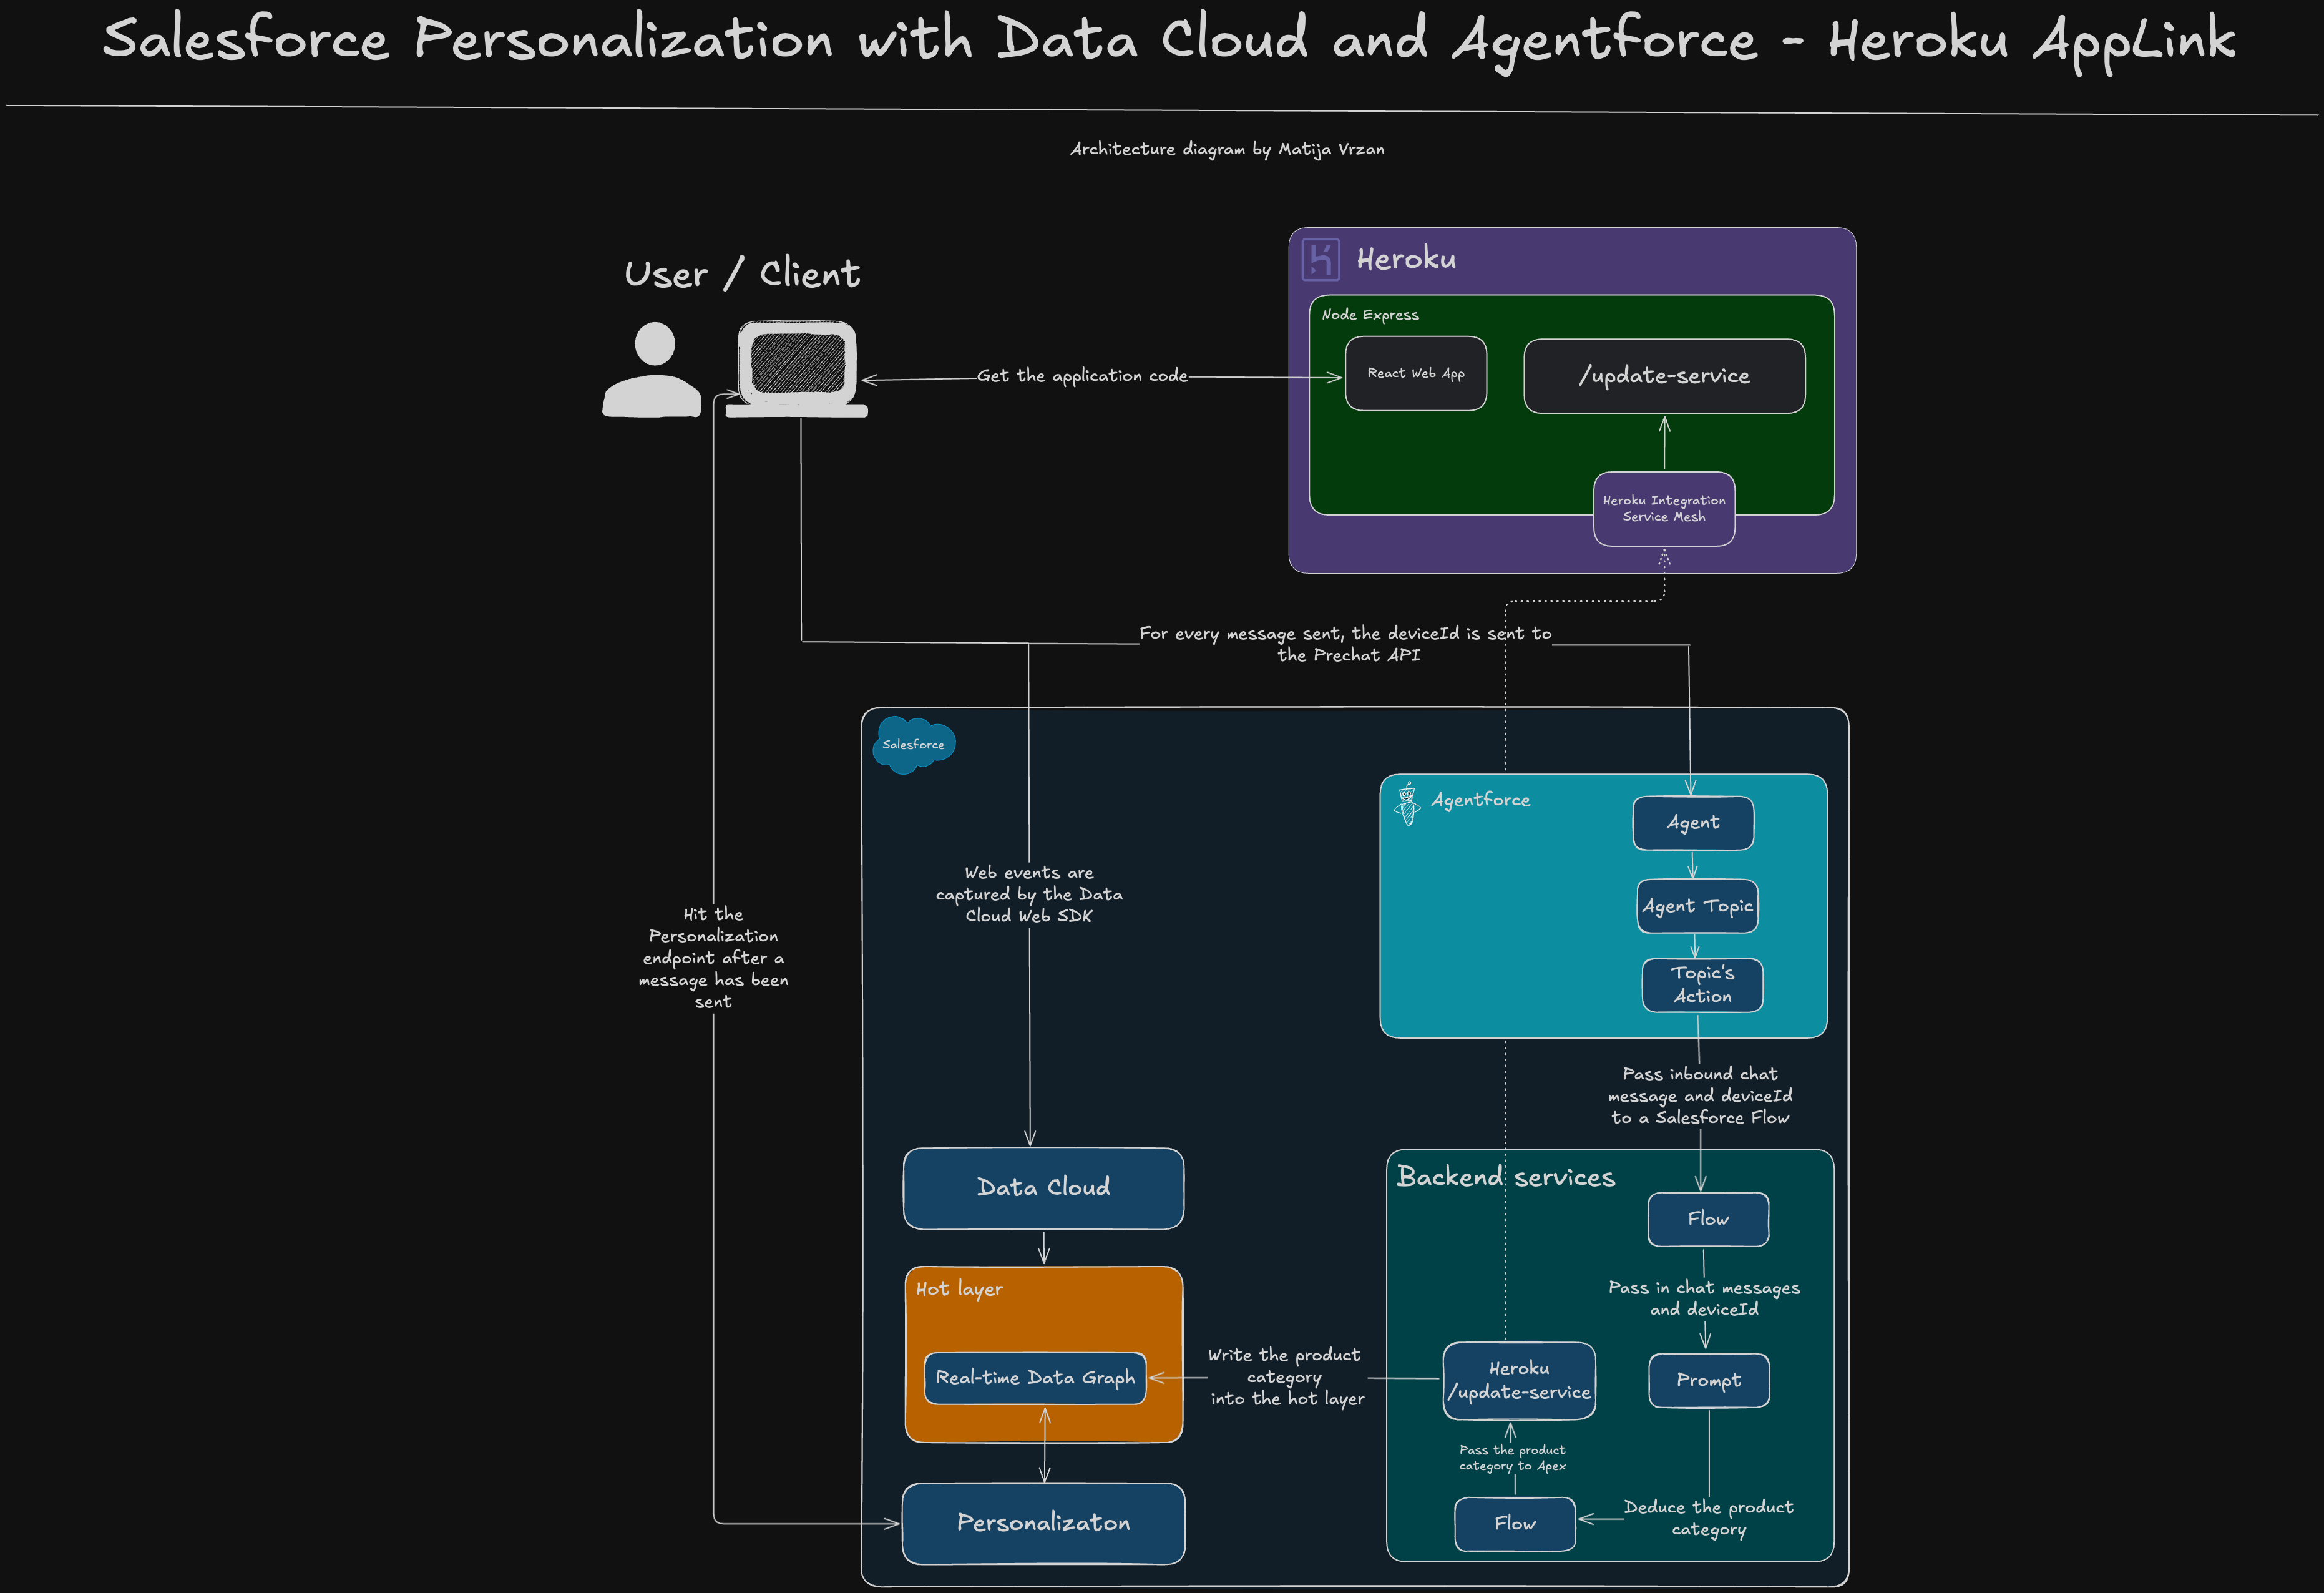 Salesforce Personalization with Data Cloud and Agentforce - Heroku AppLink
Architecture diagram by Matija Vrzan
User / Client
Heroku
Node Express
React Web App
/update-service
Get the application code
Heroku Integration
Service Mesh
For every message sent, the deviceId is sent to
the Prechat API
Salesforce
Agentforce
Agent
Agent Topic
Topic's
Action
Web events are
captured by the Data
Cloud Web SDK
Hit the
Personalization
endpoint after a
message has been
sent
Pass inbound chat
message and deviceId
to a Salesforce Flow
Data Cloud
Backend services
Flow
Hot layer
Pass in chat messages
and deviceId
Real-time Data Graph
Write the product
category
into the hot layer
Heroku
/update-service
Prompt
Pass the product
category to Apex
Personalizaton
Flow
Deduce the product
category